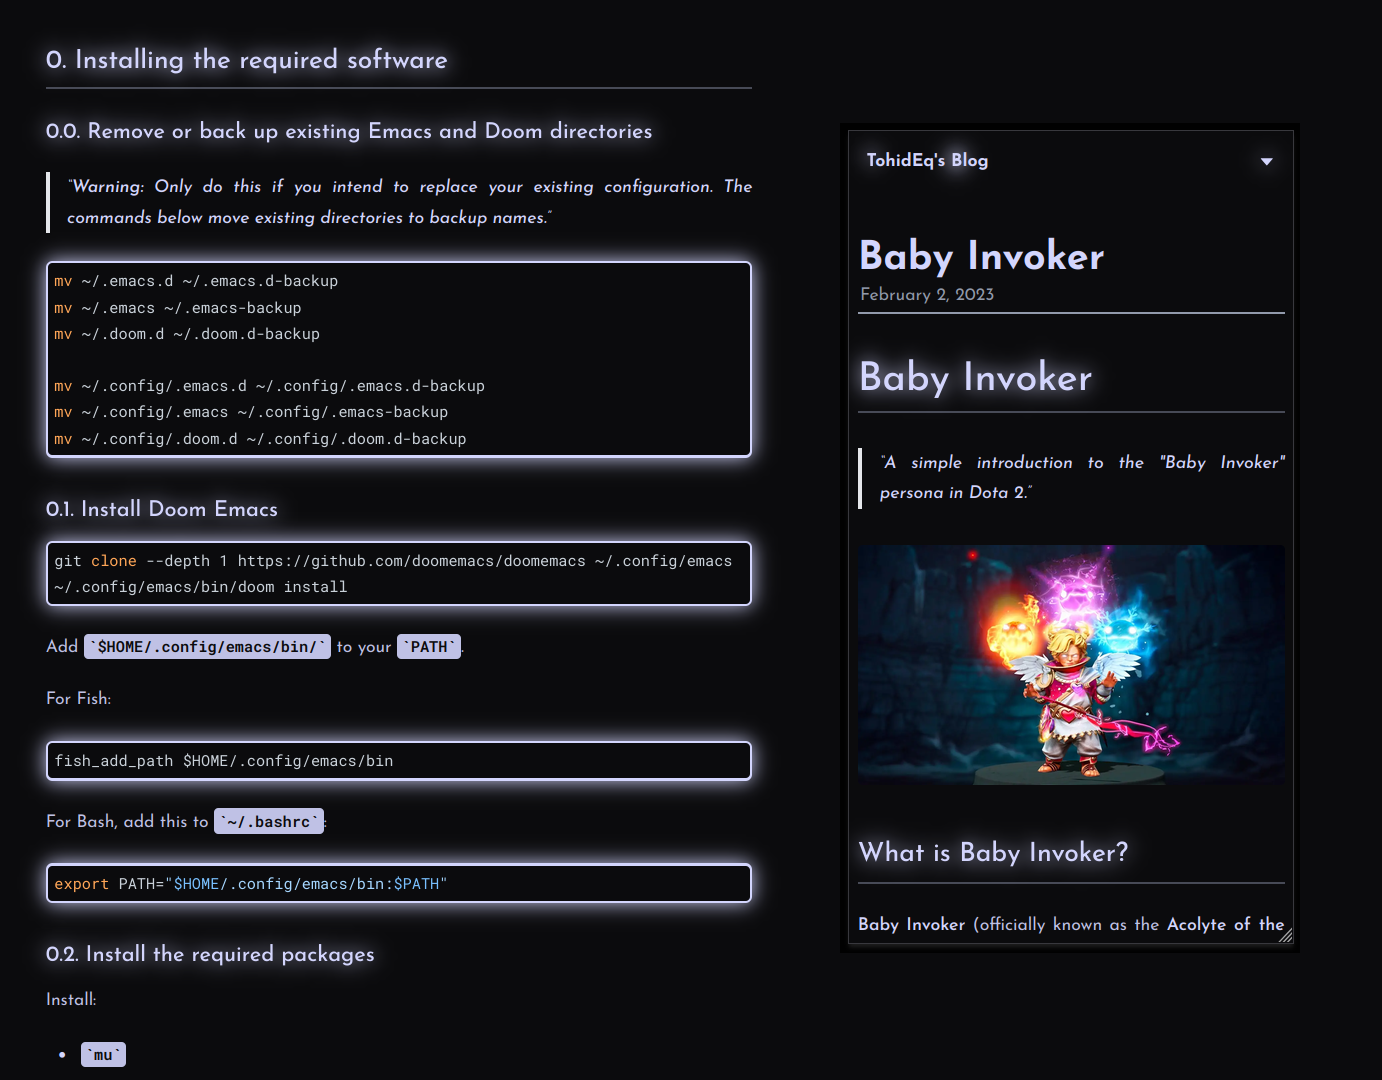 0. Installing the required software
0.0. Remove or back up existing Emacs and Doom directories
"Warning: Only do this if you intend to replace your existing configuration. The
commands below move existing directories to backup names."
mv ~/.emacs.d ~/.emacs.d-backup
mv ~/.emacs ~/.emacs-backup
mv ~/.doom.d ~/.doom.d-backup
mv ~/.config/.emacs.d ~/.config/.emacs.d-backup
mv ~/.config/.emacs ~/.config/.emacs-backup
mv ~/.config/.doom.d ~/.config/.doom.d-backup
0.1. Install Doom Emacs
git clone --depth 1 https://github.com/doomemacs/doomemacs ~/.config/emacs
~/.config/emacs/bin/doom install
Add `$HOME/.config/emacs/bin/` to your `PATH`.
For Fish:
fish_add_path $HOME/.config/emacs/bin
For Bash, add this to `~/.bashrc`:
export PATH="$HOME/.config/emacs/bin:$PATH"
0.2. Install the required packages
Install:
• `mu`
TohidEq's Blog
Baby Invoker
February 2, 2023
Baby Invoker
"A simple introduction to the "Baby Invoker"
persona in Dota 2."
What is Baby Invoker?
Baby Invoker (officially known as the Acolyte of the